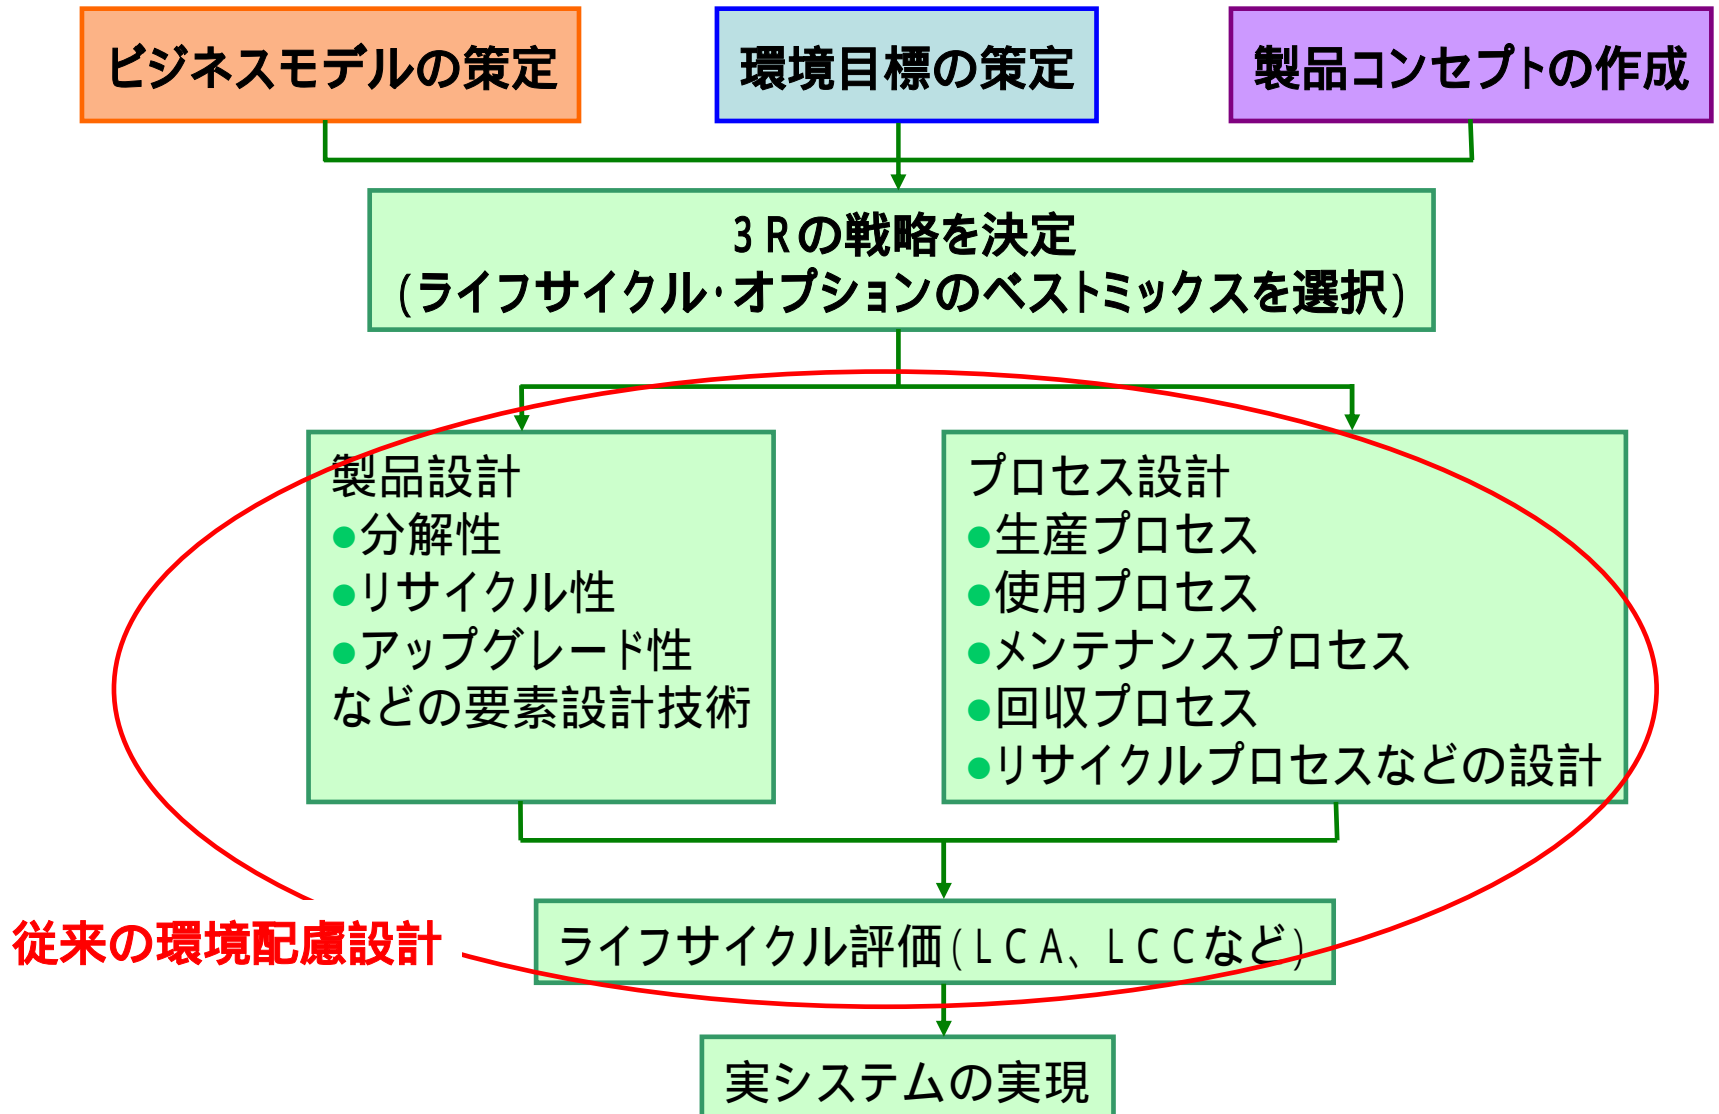 ビジネスモデルの策定
環境目標の策定
製品コンセプトの作成
3Rの戦略を決定
(ライフサイクル・オプションのベストミックスを選択)
製品設計
●分解性
●リサイクル性
●アップグレード性
などの要素設計技術
プロセス設計
●生産プロセス
●使用プロセス
●メンテナンスプロセス
●回収プロセス
●リサイクルプロセスなどの設計
従来の環境配慮設計
ライフサイクル評価(LCA、LCCなど)
実システムの実現